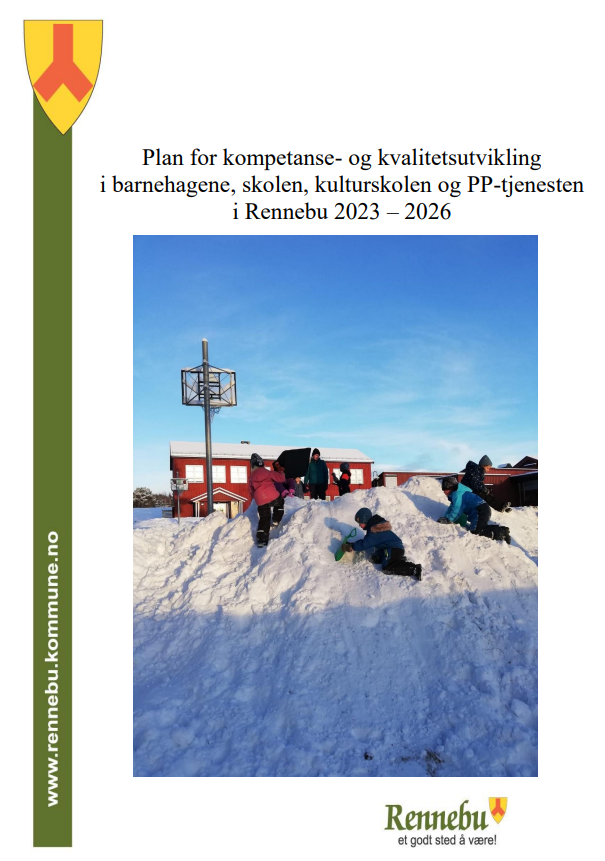 Plan for kompetanse- og kvalitetsutvikling
i barnehagene, skolen, kulturskolen og PP-tjenesten
i Rennebu 2023 – 2026
www.rennebu.kommune.no
Rennebu
et godt sted å være!